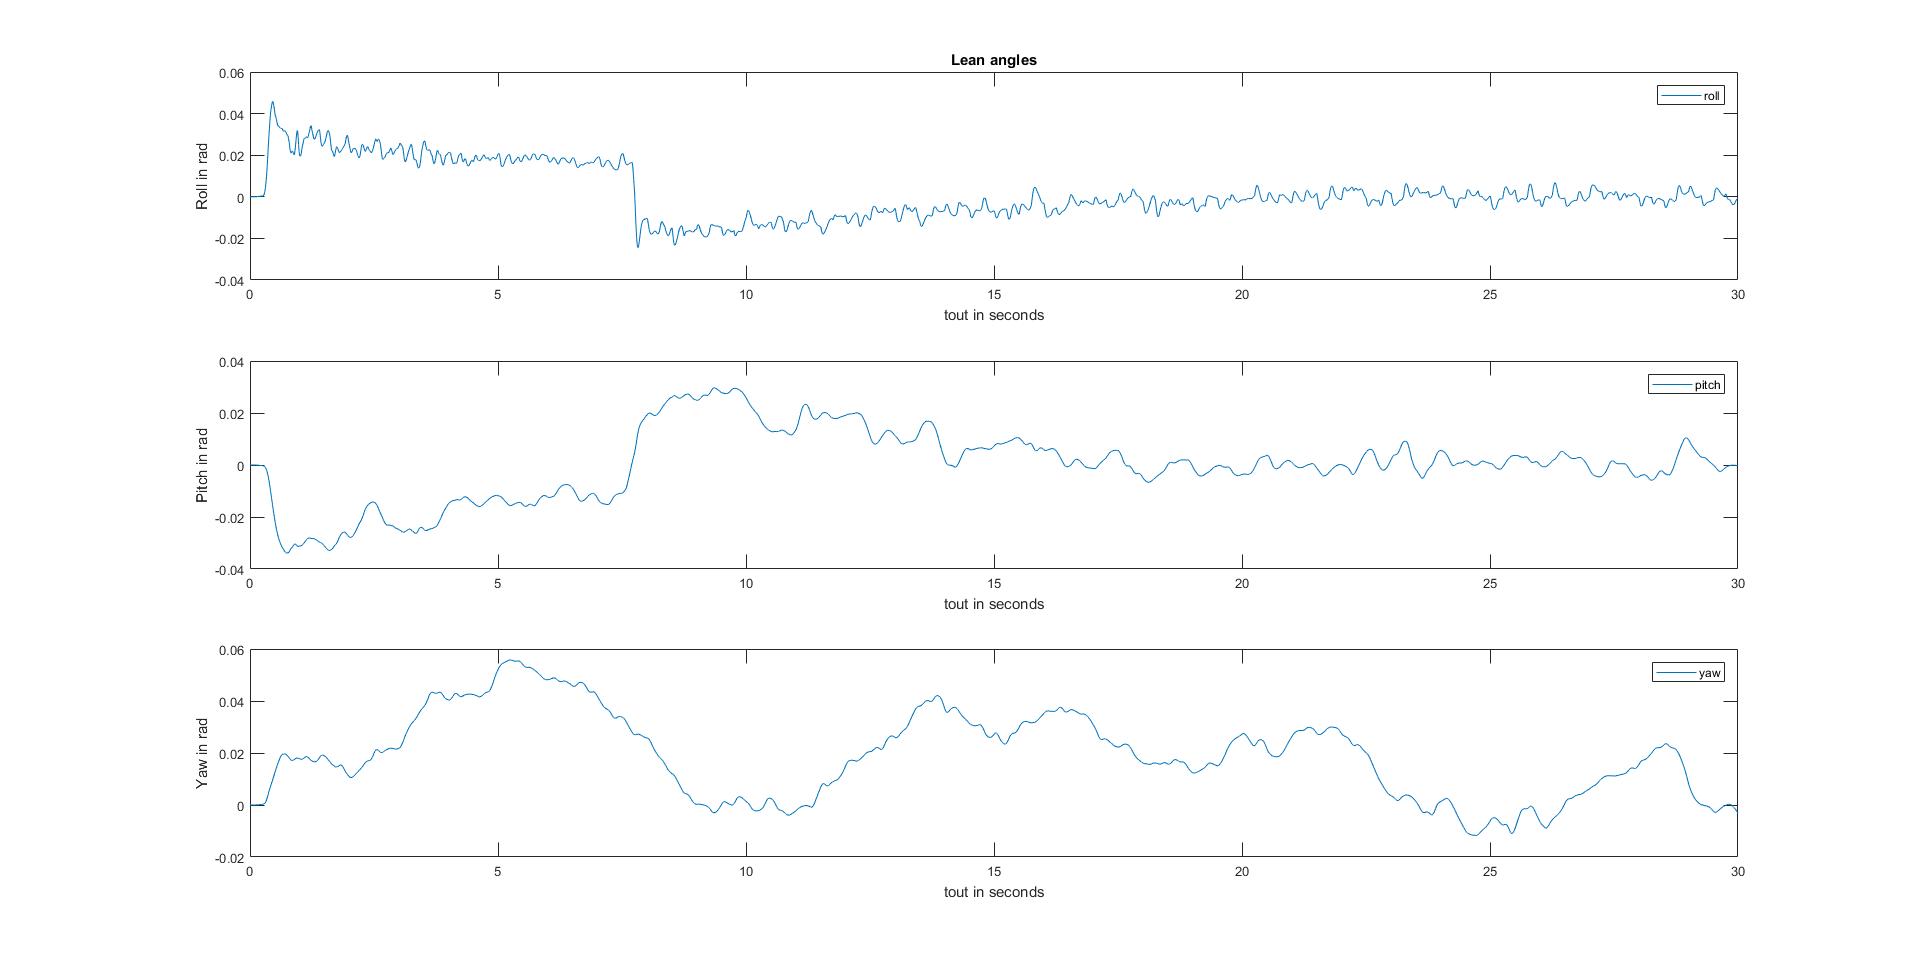 Lean angles
0.06
0.04
0.02
0
-0.02
-0.04
Roll in rad
roll
0 5 10 15 20 25 30
tout in seconds
0.04
0.02
0
-0.02
-0.04
Pitch in rad
pitch
0 5 10 15 20 25 30
tout in seconds
0.06
0.04
0.02
0
-0.02
Yaw in rad
yaw
0 5 10 15 20 25 30
tout in seconds